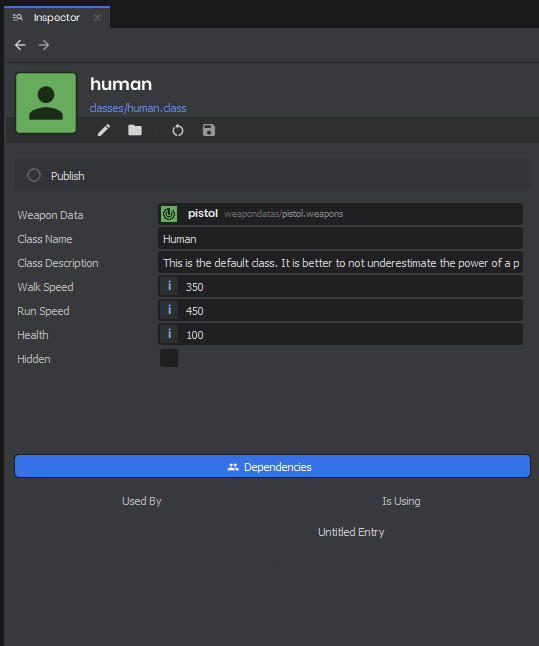 Inspector
human
classes/human.class
Publish
Weapon Data pistol weapondatas/pistol.weapons
Class Name Human
Class Description This is the default class. It is better to not underestimate the power of a p
Walk Speed i 350
Run Speed i 450
Health i 100
Hidden
Dependencies
Used By Is Using
Untitled Entry